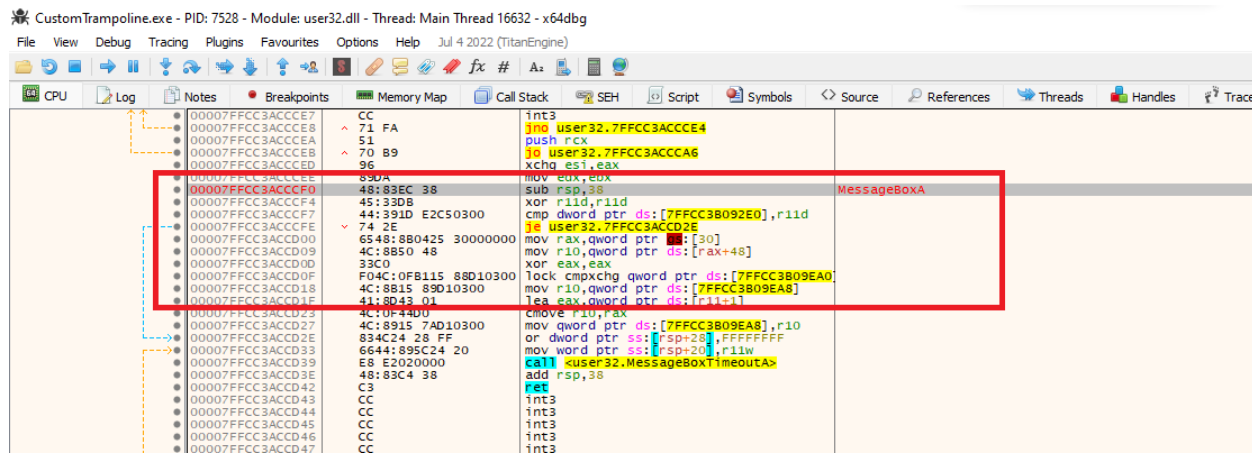 CustomTrampoline.exe - PID: 7528 - Module: user32.dll - Thread: Main Thread 16632 - x64dbg
File View Debug Tracing Plugins Favourites Options Help Jul 4 2022 (TitanEngine)
CPU Log Notes Breakpoints Memory Map Call Stack SEH Script Symbols Source References Threads Handles Trace
00007FFCC3ACCCE7 CC int3
00007FFCC3ACCCE8 71 FA jno user32.7FFCC3ACCCE4
00007FFCC3ACCCEA 51 push rcx
00007FFCC3ACCCEB 70 B9 jo user32.7FFCC3ACCCA6
00007FFCC3ACCCED 96 xchg esi,eax
00007FFCC3ACCCEE 89DA mov edx,ebx
00007FFCC3ACCCF0 48:83EC 38 sub rsp,38 MessageBoxA
00007FFCC3ACCCF4 45:33DB xor r11d,r11d
00007FFCC3ACCCF7 44:391D E2C50300 cmp dword ptr ds:[7FFCC3B092E0],r11d
00007FFCC3ACCCFE 74 2E je user32.7FFCC3ACCD2E
00007FFCC3ACCD00 6548:8B0425 30000000 mov rax,qword ptr gs:[30]
00007FFCC3ACCD09 4C:8B50 48 mov r10,qword ptr ds:[rax+48]
00007FFCC3ACCD0D 33C0 xor eax,eax
00007FFCC3ACCD0F F04C:0FB115 88D10300 lock cmpxchg qword ptr ds:[7FFCC3B09EA0]
00007FFCC3ACCD18 4C:8B15 89D10300 mov r10,qword ptr ds:[7FFCC3B09EA8]
00007FFCC3ACCD1F 41:8D43 01 lea eax,qword ptr ds:[r11+1]
00007FFCC3ACCD23 4C:0F44D0 cmove r10,rax
00007FFCC3ACCD27 4C:8915 7AD10300 mov qword ptr ds:[7FFCC3B09EA8],r10
00007FFCC3ACCD2E 834C24 28 FF or dword ptr ss:[rsp+28],FFFFFFFF
00007FFCC3ACCD33 6644:895C24 20 mov word ptr ss:[rsp+20],r11w
00007FFCC3ACCD39 E8 E2020000 call <user32.MessageBoxTimeoutA>
00007FFCC3ACCD3E 48:83C4 38 add rsp,38
00007FFCC3ACCD42 C3 ret
00007FFCC3ACCD43 CC int3
00007FFCC3ACCD44 CC int3
00007FFCC3ACCD45 CC int3
00007FFCC3ACCD46 CC int3
00007FFCC3ACCD47 CC int3